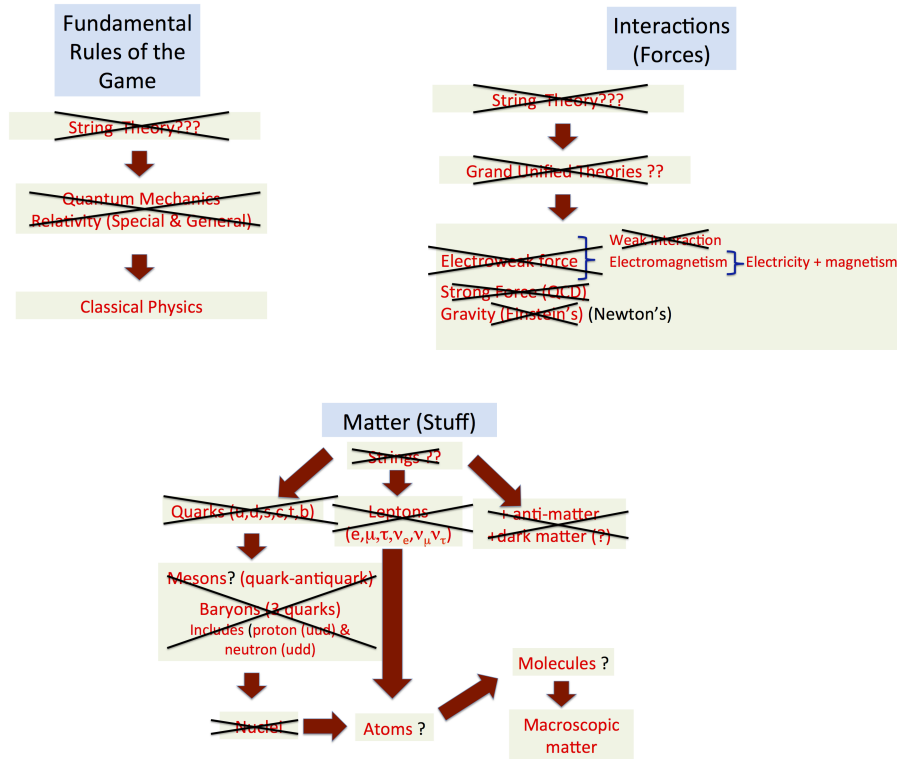 Fundamental
Rules of the
Game
String Theory???
Quantum Mechanics
Relativity (Special & General)
Classical Physics
Interactions
(Forces)
String Theory???
Grand Unified Theories ??
Weak interaction
Electroweak force
Electromagnetism
Electricity + magnetism
Strong Force (QCD)
Gravity (Einstein's) (Newton's)
Matter (Stuff)
Strings ??
Quarks (u,d,s,c,t,b)
Leptons
(e,μ,τ,νe,νμντ)
+anti-matter
+dark matter (?)
Mesons? (quark-antiquark)
Baryons (3 quarks)
Includes (proton (uud) &
neutron (udd)
Nuclei
Atoms ?
Molecules ?
Macroscopic
matter